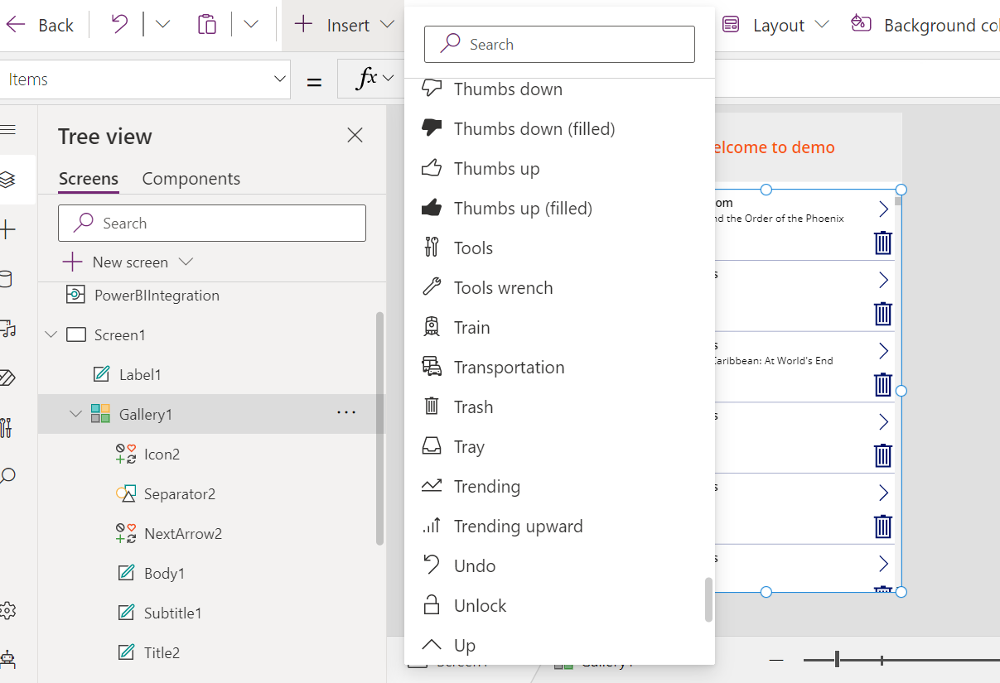 Back
Insert
Layout
Background col
Items
=
fx
Tree view
Screens
Components
Search
New screen
PowerBIIntegration
Screen1
Label1
Gallery1
...
Icon2
Separator2
NextArrow2
Body1
Subtitle1
Title2
Search
Thumbs down
Thumbs down (filled)
Thumbs up
Thumbs up (filled)
Tools
Tools wrench
Train
Transportation
Trash
Tray
Trending
Trending upward
Undo
Unlock
Up
elcome to demo
om
nd the Order of the Phoenix
s
s
Caribbean: At World's End
s
s
s
Screen1
Gallery1